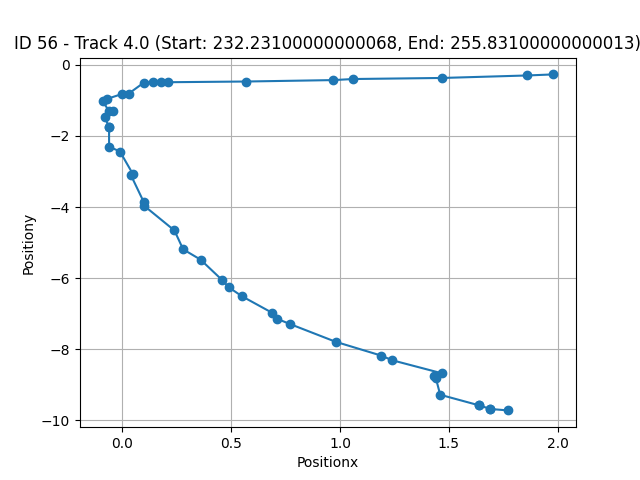 ID 56 - Track 4.0 (Start: 232.23100000000068, End: 255.83100000000013)
0
−2
−4
−6
−8
−10
Positiony
0.0 0.5 1.0 1.5 2.0
Positionx